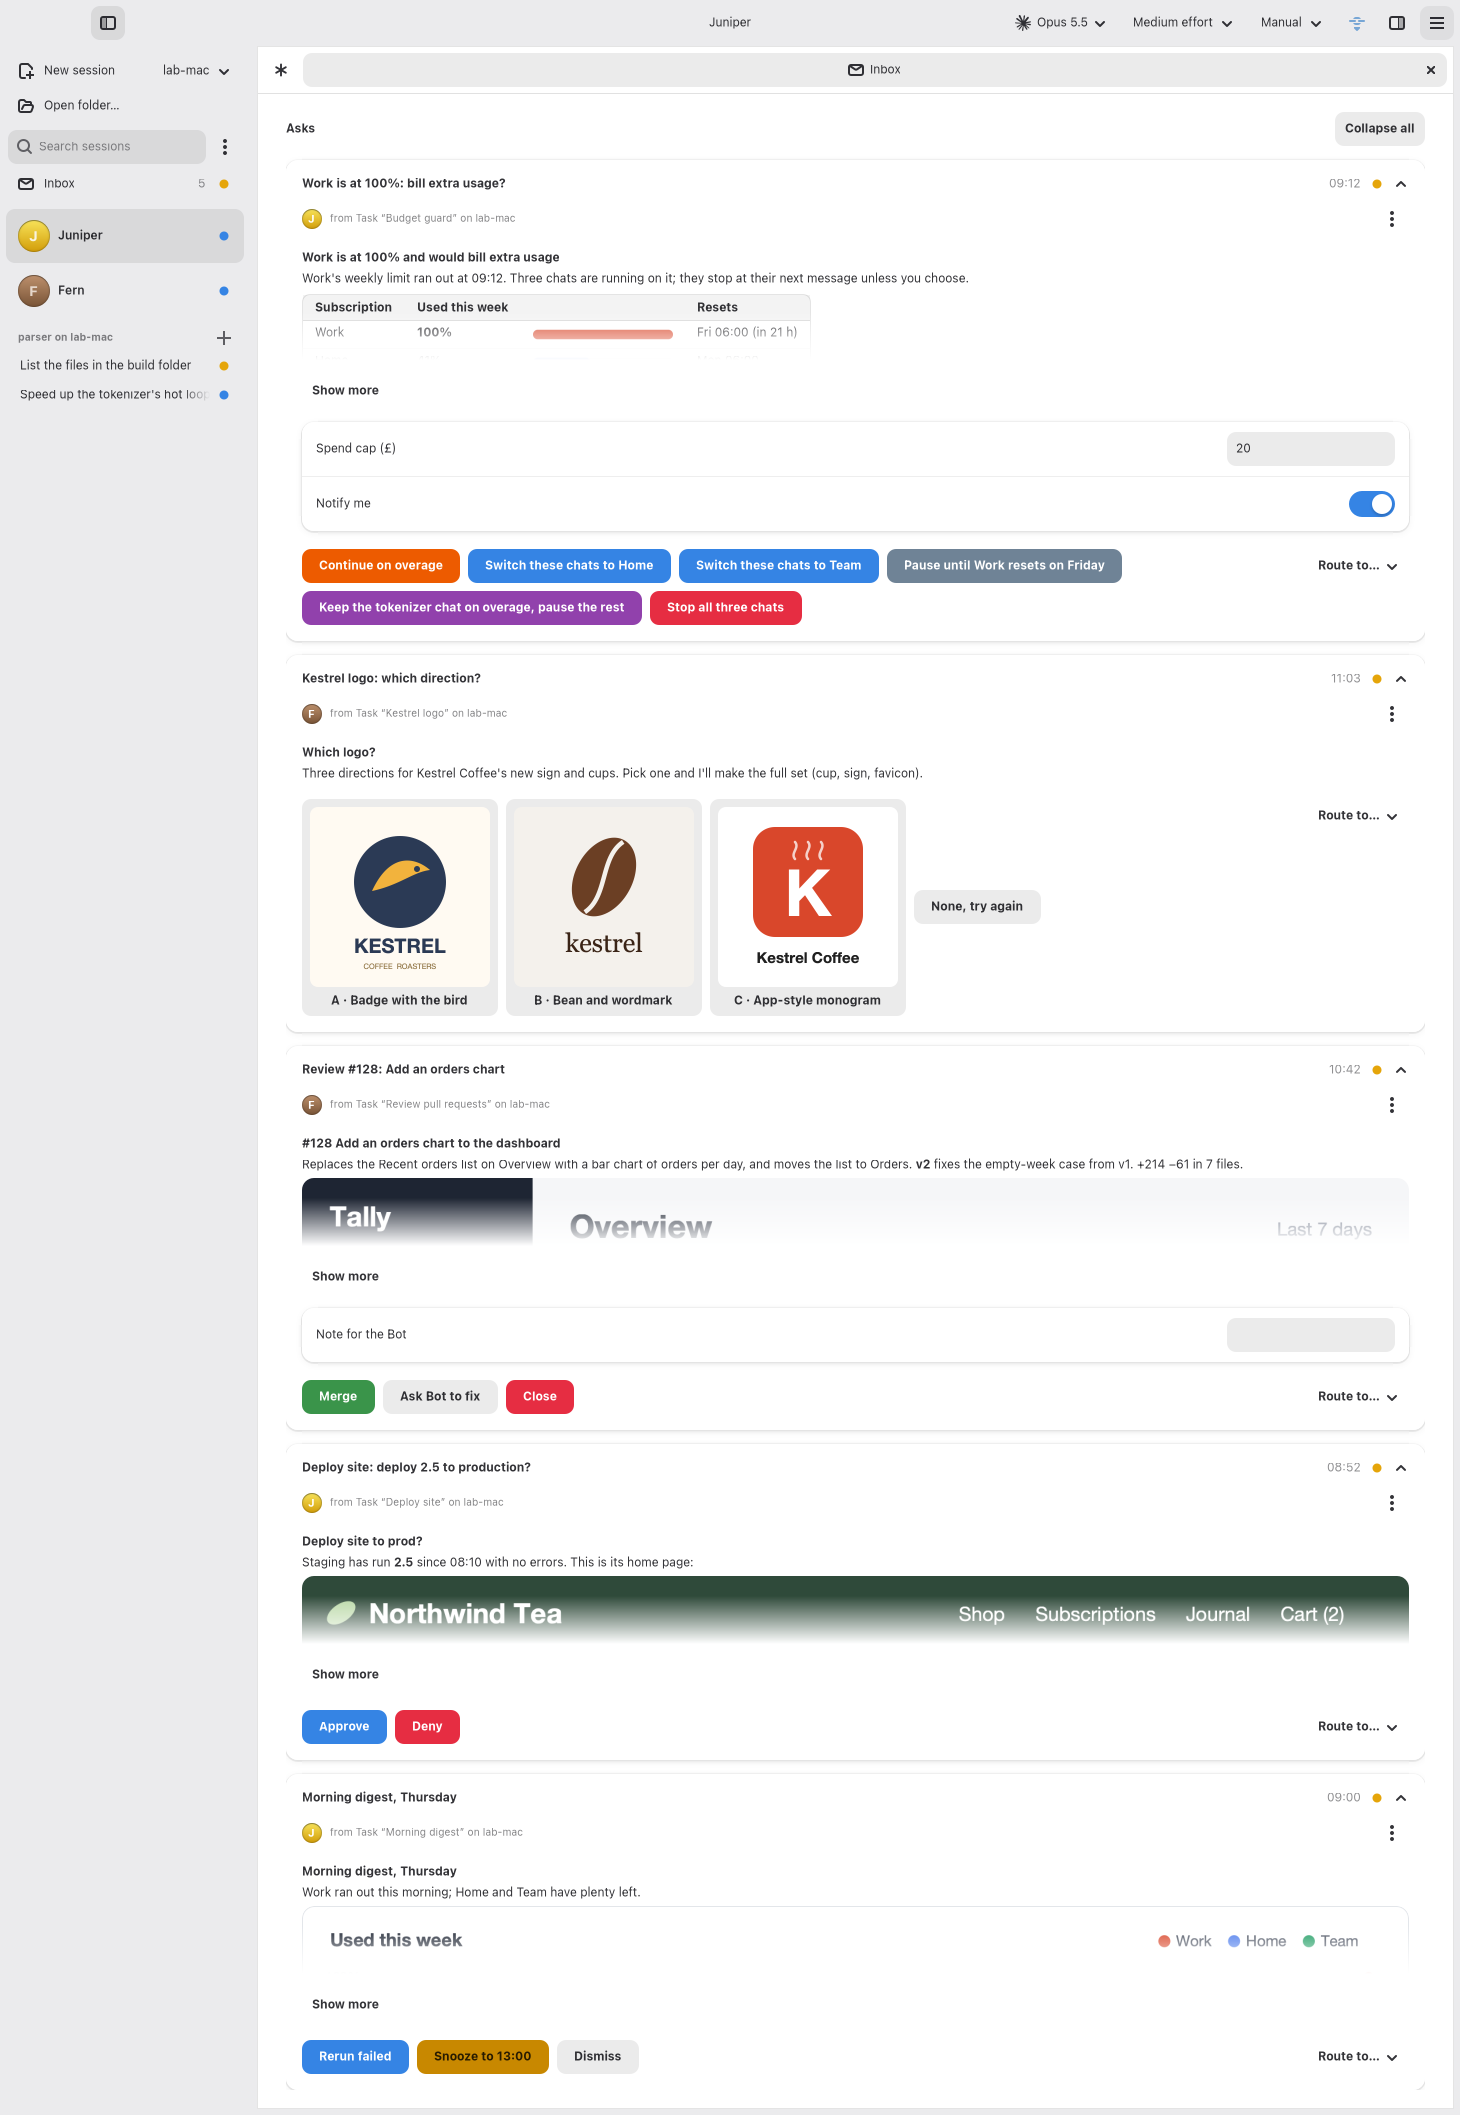 Juniper
Opus 5.5
Medium effort
Manual
New session
lab-mac
Open folder...
Search sessions
Inbox
5
J
Juniper
F
Fern
parser on lab-mac
List the files in the build folder
Speed up the tokenizer's hot loop
Inbox
Asks
Collapse all
Work is at 100%: bill extra usage?
09:12
J
from Task “Budget guard” on lab-mac
Work is at 100% and would bill extra usage
Work's weekly limit ran out at 09:12. Three chats are running on it; they stop at their next message unless you choose.
Subscription Used this week Resets
Work 100% Fri 06:00 (in 21 h)
Show more
Spend cap (£)
20
Notify me
Continue on overage
Switch these chats to Home
Switch these chats to Team
Pause until Work resets on Friday
Route to...
Keep the tokenizer chat on overage, pause the rest
Stop all three chats
Kestrel logo: which direction?
11:03
F
from Task “Kestrel logo” on lab-mac
Which logo?
Three directions for Kestrel Coffee's new sign and cups. Pick one and I'll make the full set (cup, sign, favicon).
KESTREL
COFFEE ROASTERS
A · Badge with the bird
kestrel
B · Bean and wordmark
K
Kestrel Coffee
C · App-style monogram
None, try again
Route to...
Review #128: Add an orders chart
10:42
F
from Task “Review pull requests” on lab-mac
#128 Add an orders chart to the dashboard
Replaces the Recent orders list on Overview with a bar chart of orders per day, and moves the list to Orders. v2 fixes the empty-week case from v1. +214 −61 in 7 files.
Tally
Overview
Last 7 days
Show more
Note for the Bot
Merge
Ask Bot to fix
Close
Route to...
Deploy site: deploy 2.5 to production?
08:52
J
from Task “Deploy site” on lab-mac
Deploy site to prod?
Staging has run 2.5 since 08:10 with no errors. This is its home page:
Northwind Tea
Shop
Subscriptions
Journal
Cart (2)
Show more
Approve
Deny
Route to...
Morning digest, Thursday
09:00
J
from Task “Morning digest” on lab-mac
Morning digest, Thursday
Work ran out this morning; Home and Team have plenty left.
Used this week
Work
Home
Team
Show more
Rerun failed
Snooze to 13:00
Dismiss
Route to...